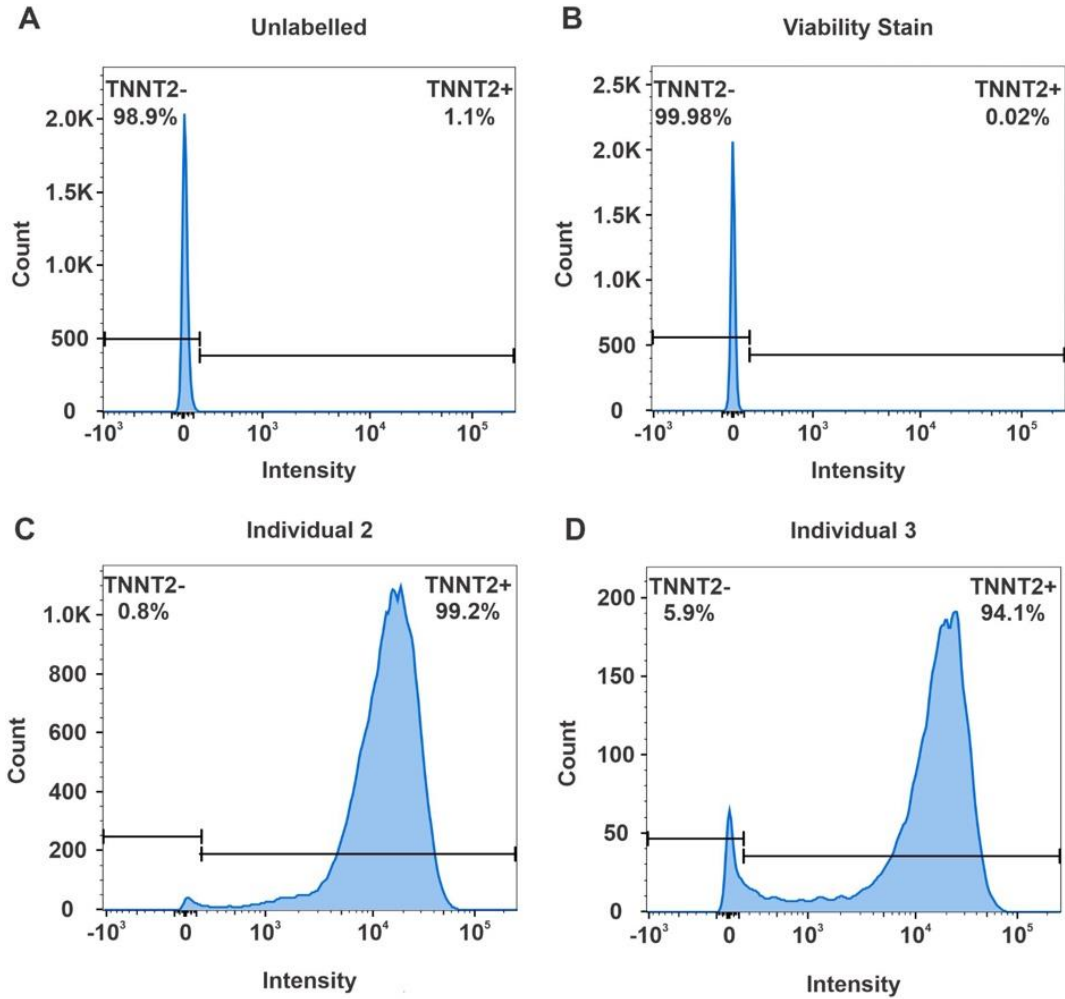 A
Unlabelled
TNNT2-
98.9%
TNNT2+
1.1%
2.0K
1.5K
1.0K
500
0
Count
-10³
0
10³
10⁴
10⁵
Intensity
B
Viability Stain
TNNT2-
99.98%
TNNT2+
0.02%
2.5K
2.0K
1.5K
1.0K
500
0
Count
-10³
0
10³
10⁴
10⁵
Intensity
C
Individual 2
TNNT2-
0.8%
TNNT2+
99.2%
1.0K
800
600
400
200
0
Count
-10³
0
10³
10⁴
10⁵
Intensity
D
Individual 3
TNNT2-
5.9%
TNNT2+
94.1%
200
150
100
50
0
Count
-10³
0
10³
10⁴
10⁵
Intensity